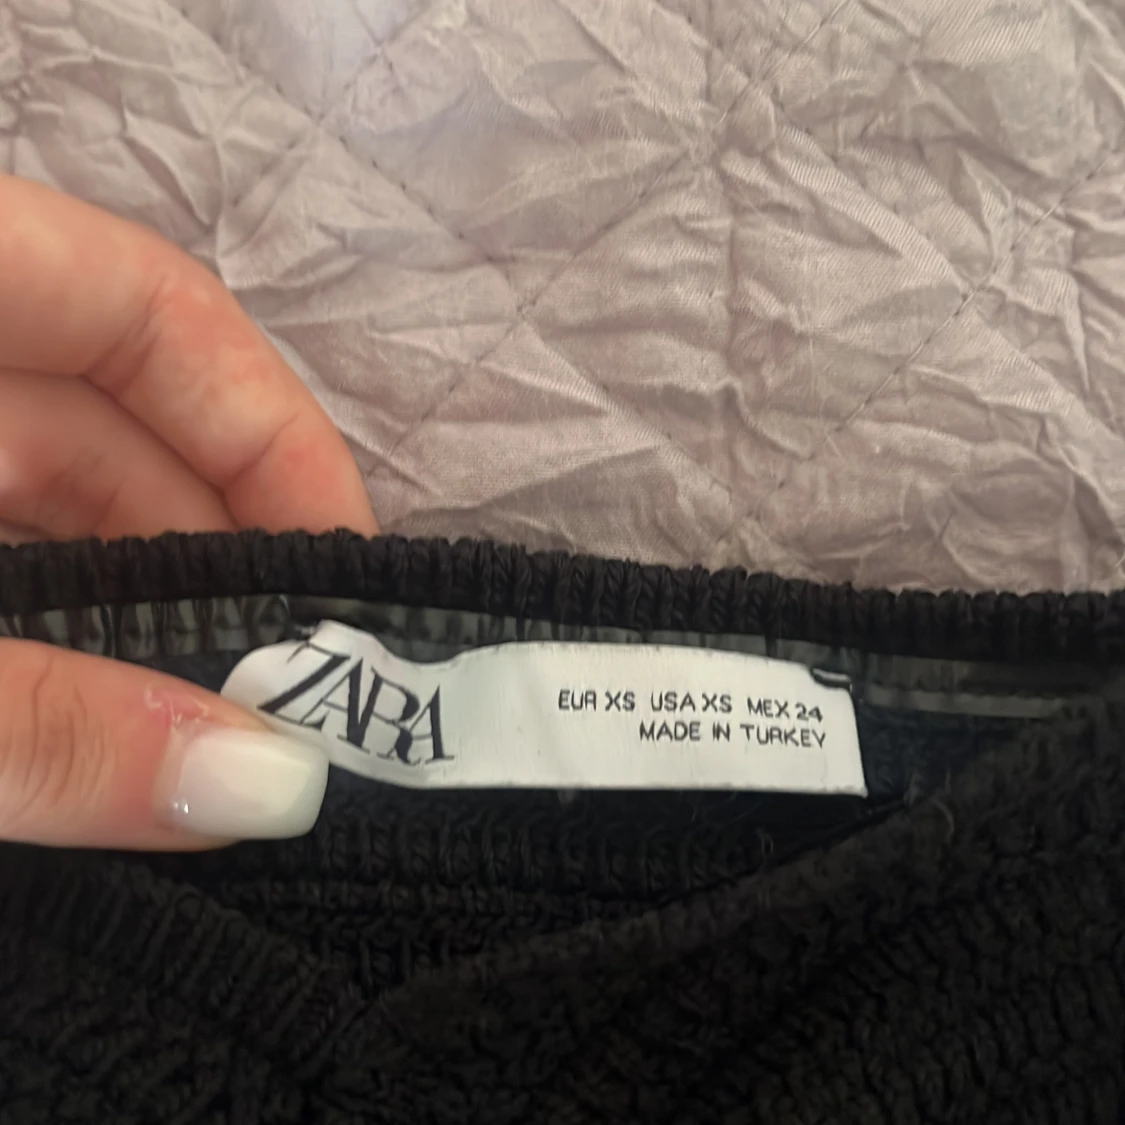 ZARA
EUR XS USA XS MEX 24
MADE IN TURKEY